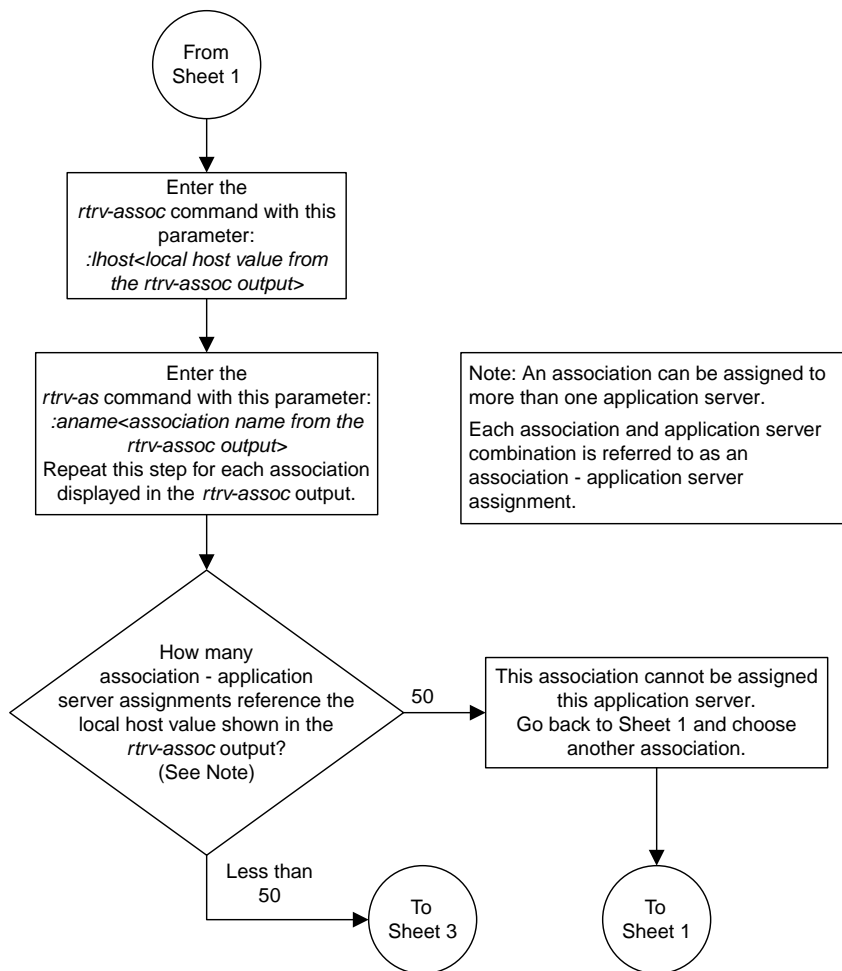 From
Sheet 1
Enter the
rtrv-assoc command with this
parameter:
:lhost<local host value from
the rtrv-assoc output>
Enter the
rtrv-as command with this parameter:
:aname<association name from the
rtrv-assoc output>
Repeat this step for each association
displayed in the rtrv-assoc output.
Note: An association can be assigned to
more than one application server.
Each association and application server
combination is referred to as an
association - application server
assignment.
How many
association - application
server assignments reference the
local host value shown in the
rtrv-assoc output?
(See Note)
50
This association cannot be assigned
this application server.
Go back to Sheet 1 and choose
another association.
Less than
50
To
Sheet 3
To
Sheet 1